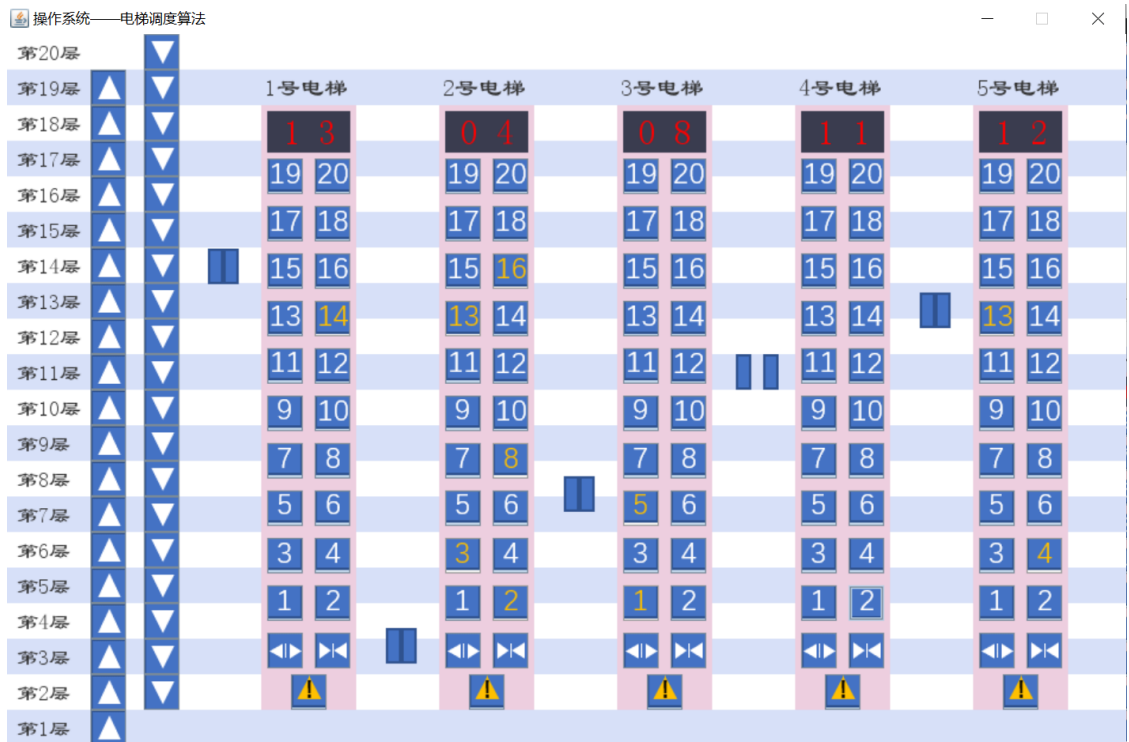 操作系统——电梯调度算法
第20层
第19层 1号电梯 2号电梯 3号电梯 4号电梯 5号电梯
第18层 13 04 08 11 12
第17层 19 20 19 20 19 20 19 20 19 20
第16层
第15层 17 18 17 18 17 18 17 18 17 18
第14层 15 16 15 16 15 16 15 16 15 16
第13层 13 14 13 14 13 14 13 14 13 14
第12层
第11层 11 12 11 12 11 12 11 12 11 12
第10层 9 10 9 10 9 10 9 10 9 10
第9层 7 8 7 8 7 8 7 8 7 8
第8层
第7层 5 6 5 6 5 6 5 6 5 6
第6层 3 4 3 4 3 4 3 4 3 4
第5层 1 2 1 2 1 2 1 2 1 2
第4层
第3层
第2层
第1层